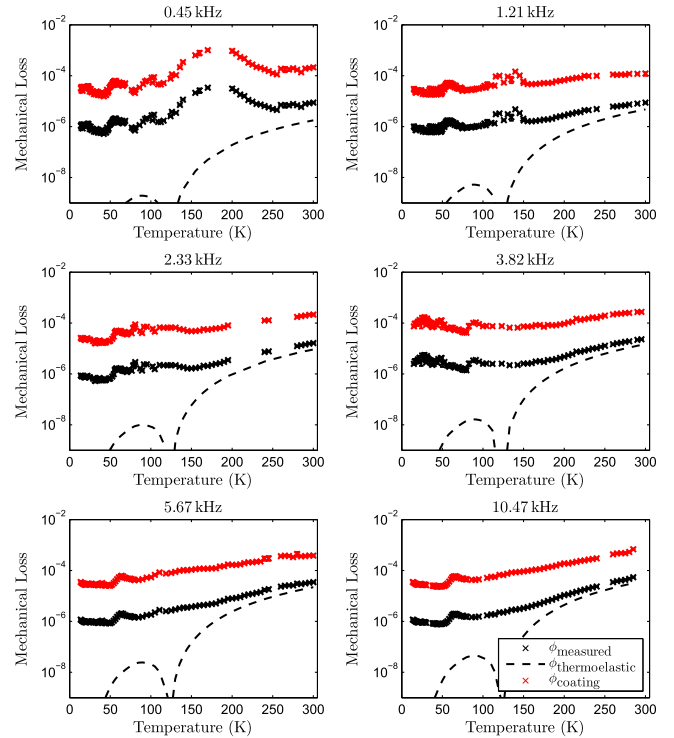 0.45 kHz
1.21 kHz
Mechanical Loss
10^-2
10^-4
10^-6
10^-8
0 50 100 150 200 250 300
Temperature (K)
Mechanical Loss
10^-2
10^-4
10^-6
10^-8
0 50 100 150 200 250 300
Temperature (K)
2.33 kHz
3.82 kHz
Mechanical Loss
10^-2
10^-4
10^-6
10^-8
0 50 100 150 200 250 300
Temperature (K)
Mechanical Loss
10^-2
10^-4
10^-6
10^-8
0 50 100 150 200 250 300
Temperature (K)
5.67 kHz
10.47 kHz
Mechanical Loss
10^-2
10^-4
10^-6
10^-8
0 50 100 150 200 250 300
Temperature (K)
Mechanical Loss
10^-2
10^-4
10^-6
10^-8
0 50 100 150 200 250 300
Temperature (K)
ϕmeasured
ϕthermoelastic
ϕcoating